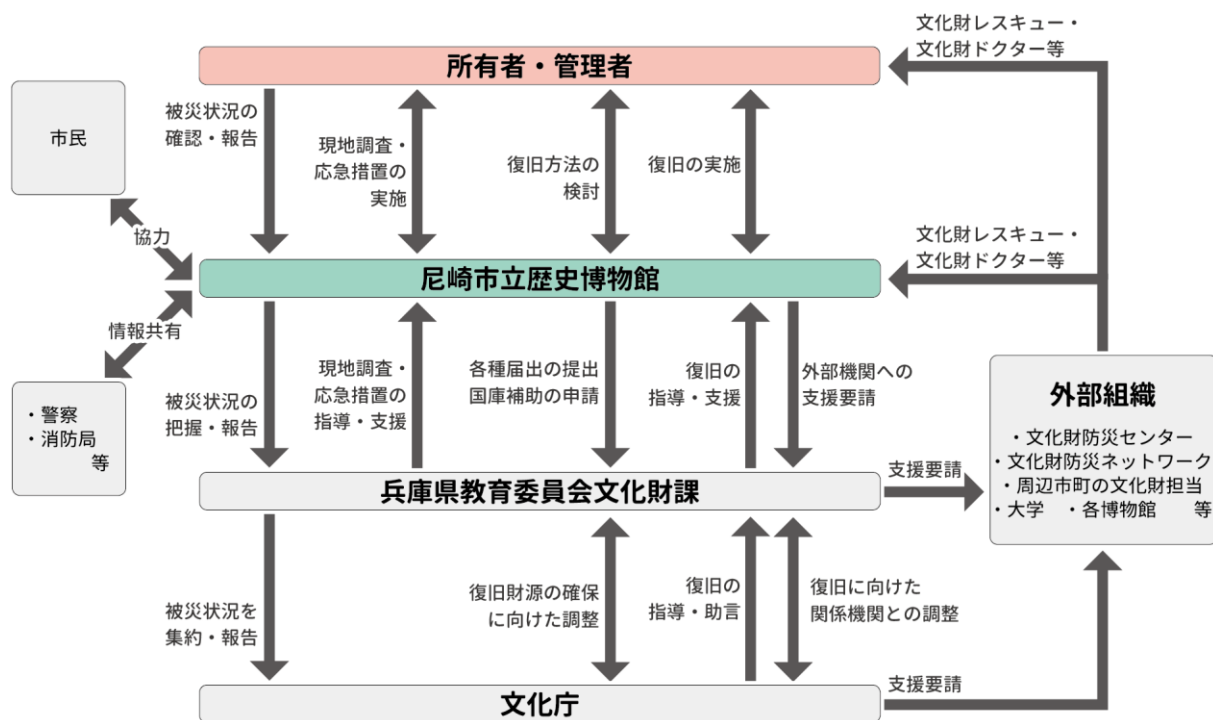 文化財レスキュー・
文化財ドクター等
所有者・管理者
市民
被災状況の
確認・報告
現地調査・
応急措置の
実施
復旧方法の
検討
復旧の実施
協力
文化財レスキュー・
文化財ドクター等
尼崎市立歴史博物館
情報共有
・警察
・消防局
等
被災状況の
把握・報告
現地調査・
応急措置の
指導・支援
各種届出の提出
国庫補助の申請
復旧の
指導・支援
外部機関への
支援要請
外部組織
・文化財防災センター
・文化財防災ネットワーク
・周辺市町の文化財担当
・大学 ・各博物館 等
兵庫県教育委員会文化財課
支援要請
被災状況を
集約・報告
復旧財源の確保
に向けた調整
復旧の
指導・助言
復旧に向けた
関係機関との調整
文化庁
支援要請